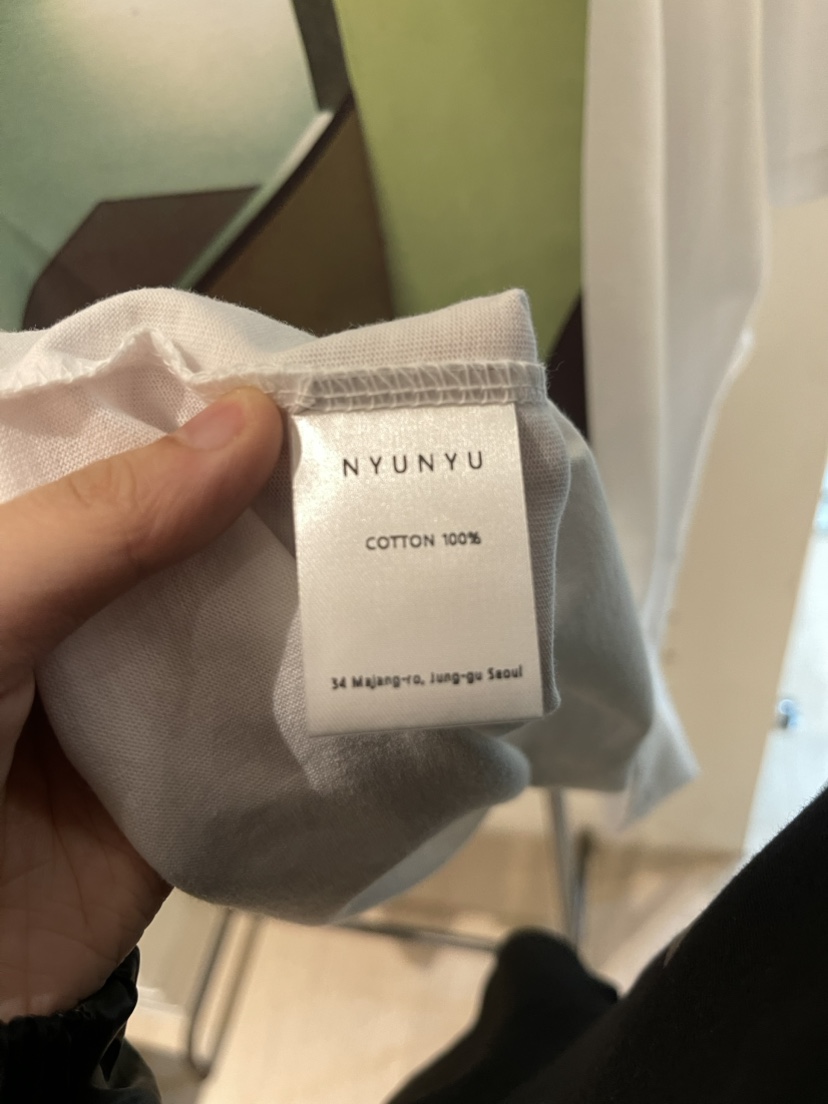 NYUNYU
COTTON 100%
34 Majang-ro, Jung-gu Seoul